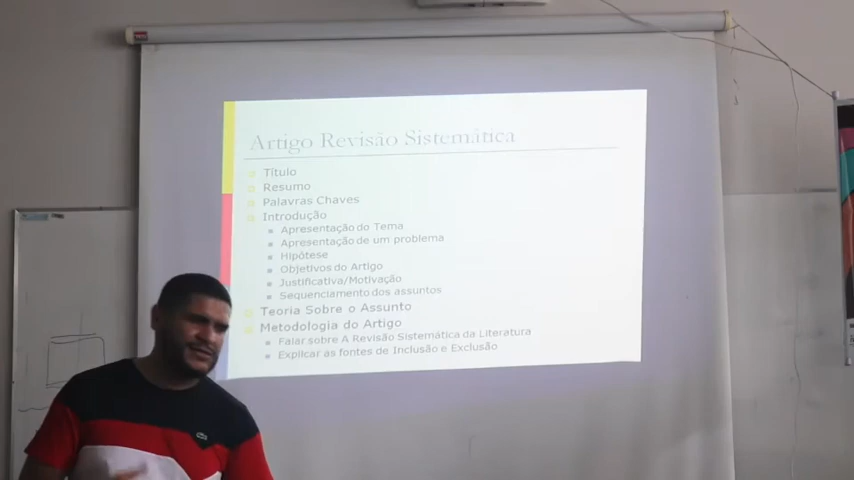 Artigo Revisão Sistemática
Título
Resumo
Palavras Chaves
Introdução
Apresentação do Tema
Apresentação de um problema
Hipótese
Objetivos do Artigo
Justificativa/Motivação
Sequenciamento dos assuntos
Teoria Sobre o Assunto
Metodologia do Artigo
Falar sobre A Revisão Sistemática da Literatura
Explicar as fontes de Inclusão e Exclusão